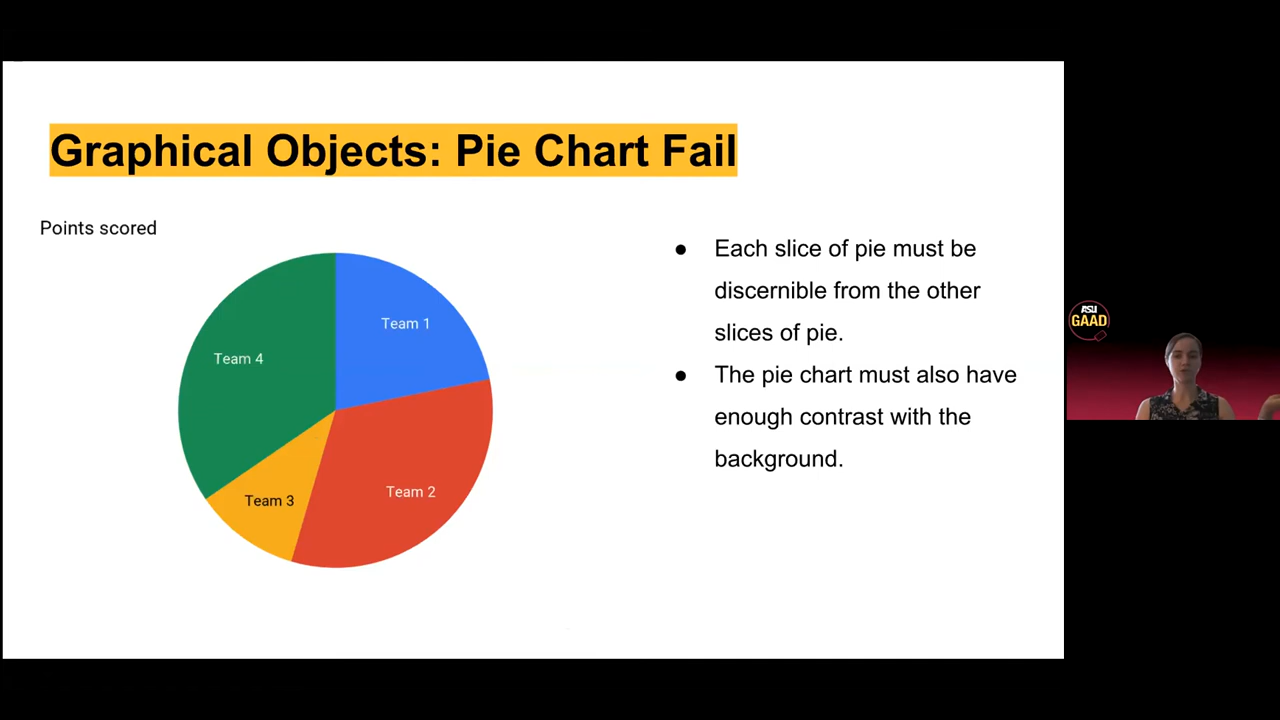 Graphical Objects: Pie Chart Fail
Points scored
Team 1
Team 4
Team 2
Team 3
● Each slice of pie must be
discernible from the other
slices of pie.
● The pie chart must also have
enough contrast with the
background.
ASU
GAAD